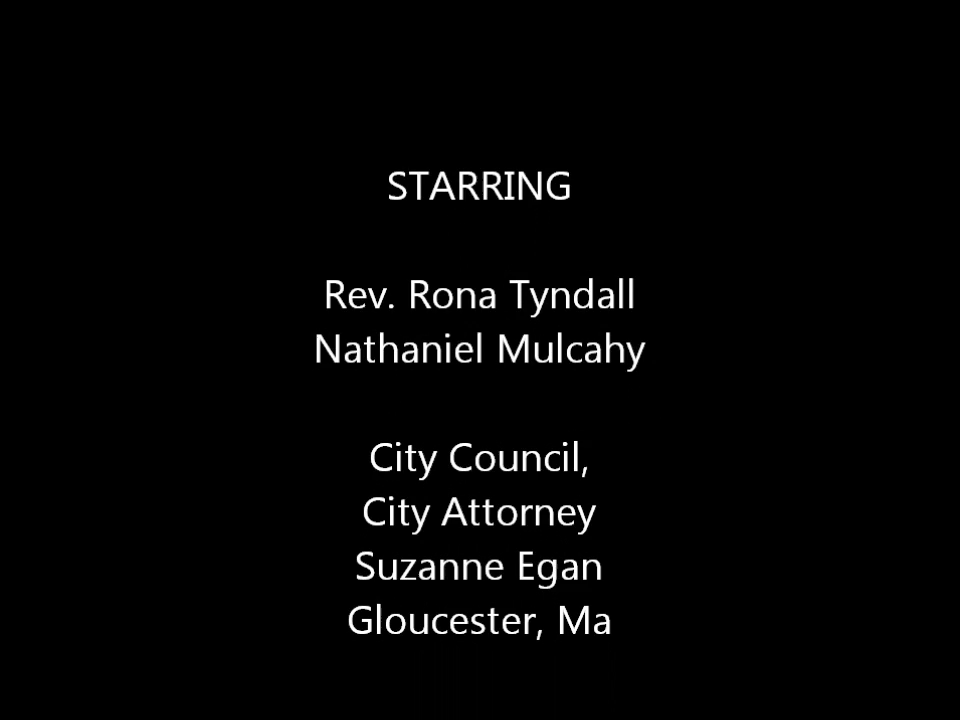 STARRING
Rev. Rona Tyndall
Nathaniel Mulcahy
City Council,
City Attorney
Suzanne Egan
Gloucester, Ma